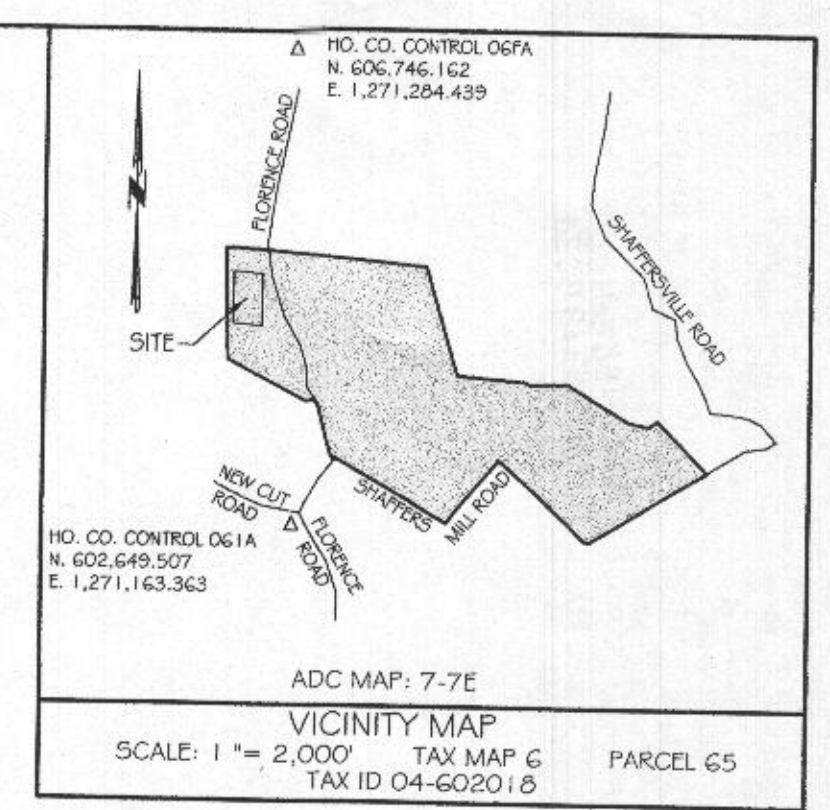 HO. CO. CONTROL 06FA
N. 606,746.162
E. 1,271,284.439
FLORENCE ROAD
SHAFFERSVILLE ROAD
SITE
NEW CUT
ROAD
SHAFFERS
MILL ROAD
FLORENCE
ROAD
HO. CO. CONTROL 061A
N. 602,649.507
E. 1,271,163.363
ADC MAP: 7-7E
VICINITY MAP
SCALE: 1 "= 2,000' TAX MAP 6 PARCEL 65
TAX ID 04-602018